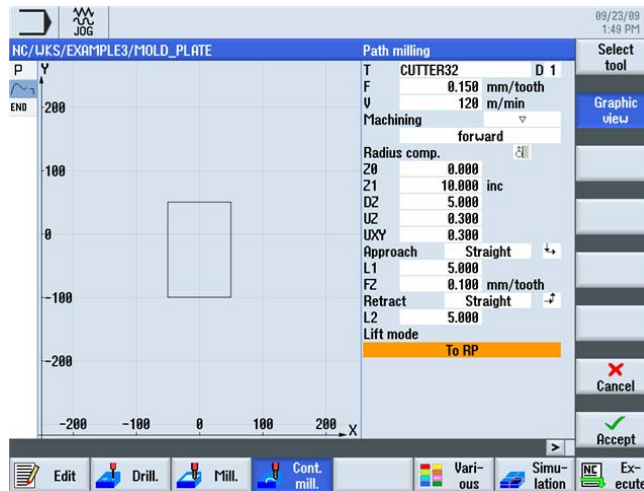 JOG
09/23/09
1:49 PM
NC/WKS/EXAMPLE3/MOLD_PLATE
Path milling
Select
tool
P
Y
T CUTTER32 D 1
F 0.150 mm/tooth
END
V 120 m/min
200
Machining
Graphic
view
forward
Radius comp.
100
Z0 0.000
Z1 10.000 inc
DZ 5.000
0
UZ 0.300
UXY 0.300
Approach Straight
L1 5.000
-100
FZ 0.100 mm/tooth
Retract Straight
L2 5.000
Lift mode
To RP
-200
Cancel
-200 -100 0 100 200 X
Accept
>
Edit
Drill.
Mill.
Cont.
mill.
Vari-
ous
Simu-
lation
NC
Ex-
ecute